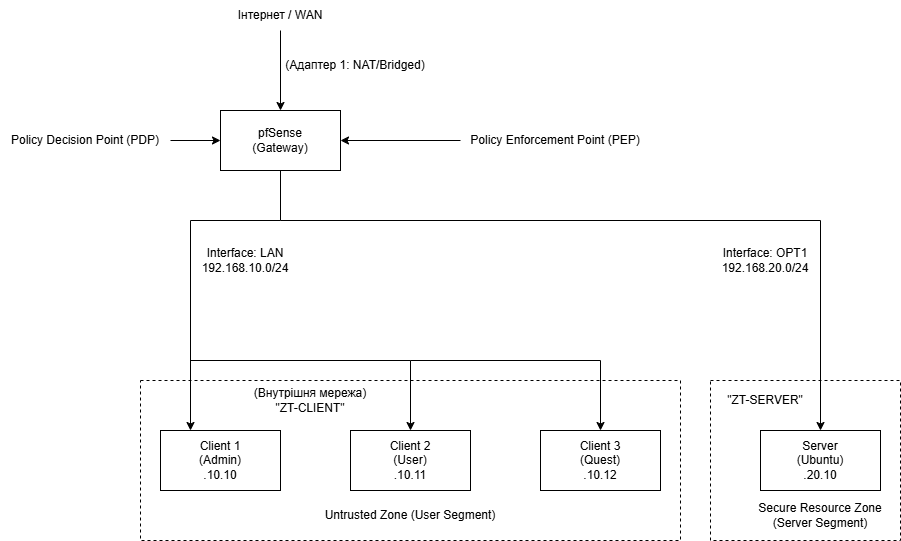 Інтернет / WAN
(Адаптер 1: NAT/Bridged)
Policy Decision Point (PDP)
pfSense
(Gateway)
Policy Enforcement Point (PEP)
Interface: LAN
192.168.10.0/24
Interface: OPT1
192.168.20.0/24
(Внутрішня мережа)
"ZT-CLIENT"
"ZT-SERVER"
Client 1
(Admin)
.10.10
Client 2
(User)
.10.11
Client 3
(Quest)
.10.12
Server
(Ubuntu)
.20.10
Untrusted Zone (User Segment)
Secure Resource Zone
(Server Segment)